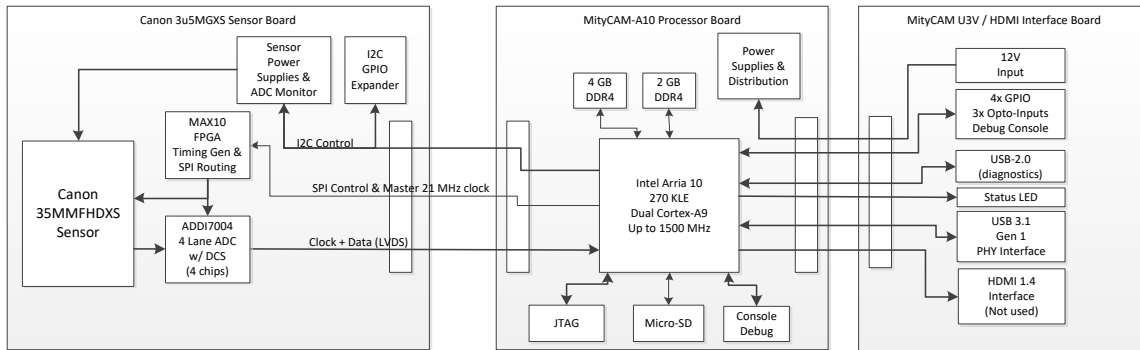 Canon 3u5MGXS Sensor Board
Sensor
Power
Supplies &
ADC Monitor
I2C
GPIO
Expander
MAX10
FPGA
Timing Gen &
SPI Routing
Canon
35MMFHDXS
Sensor
ADDI7004
4 Lane ADC
w/ DCS
(4 chips)
I2C Control
SPI Control & Master 21 MHz clock
Clock + Data (LVDS)
MityCAM-A10 Processor Board
4 GB
DDR4
2 GB
DDR4
Power
Supplies &
Distribution
Intel Arria 10
270 KLE
Dual Cortex-A9
Up to 1500 MHz
JTAG
Micro-SD
Console
Debug
MityCAM U3V / HDMI Interface Board
12V
Input
4x GPIO
3x Opto-Inputs
Debug Console
USB-2.0
(diagnostics)
Status LED
USB 3.1
Gen 1
PHY Interface
HDMI 1.4
Interface
(Not used)